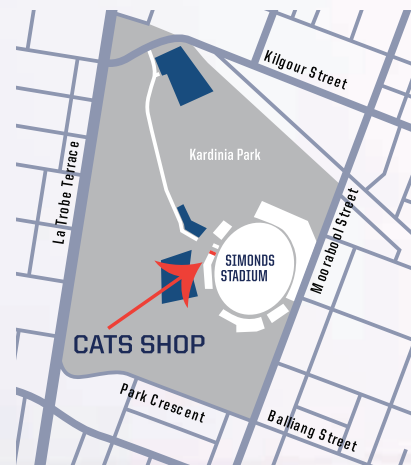 Kilgour Street
Kardinia Park
La Trobe Terrace
Moorabool Street
SIMONDS
STADIUM
CATS SHOP
Park Crescent
Balliang Street